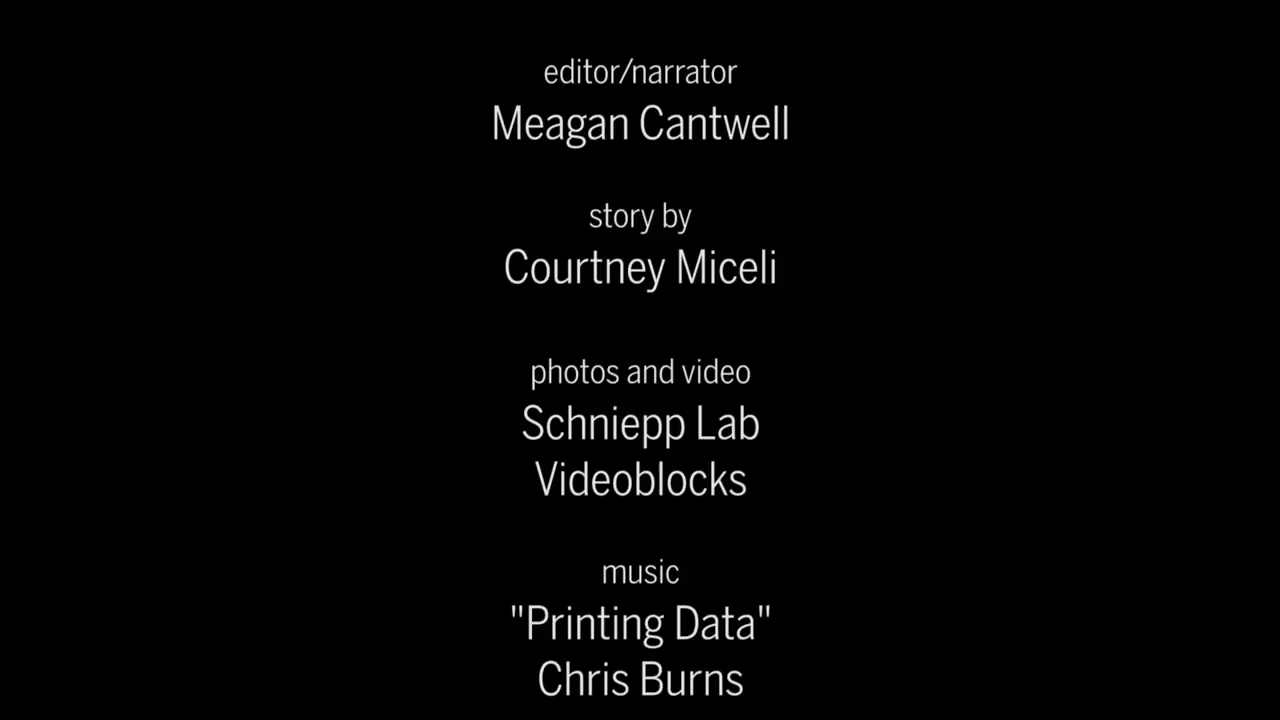 editor/narrator
Meagan Cantwell
story by
Courtney Miceli
photos and video
Schniepp Lab
Videoblocks
music
"Printing Data"
Chris Burns